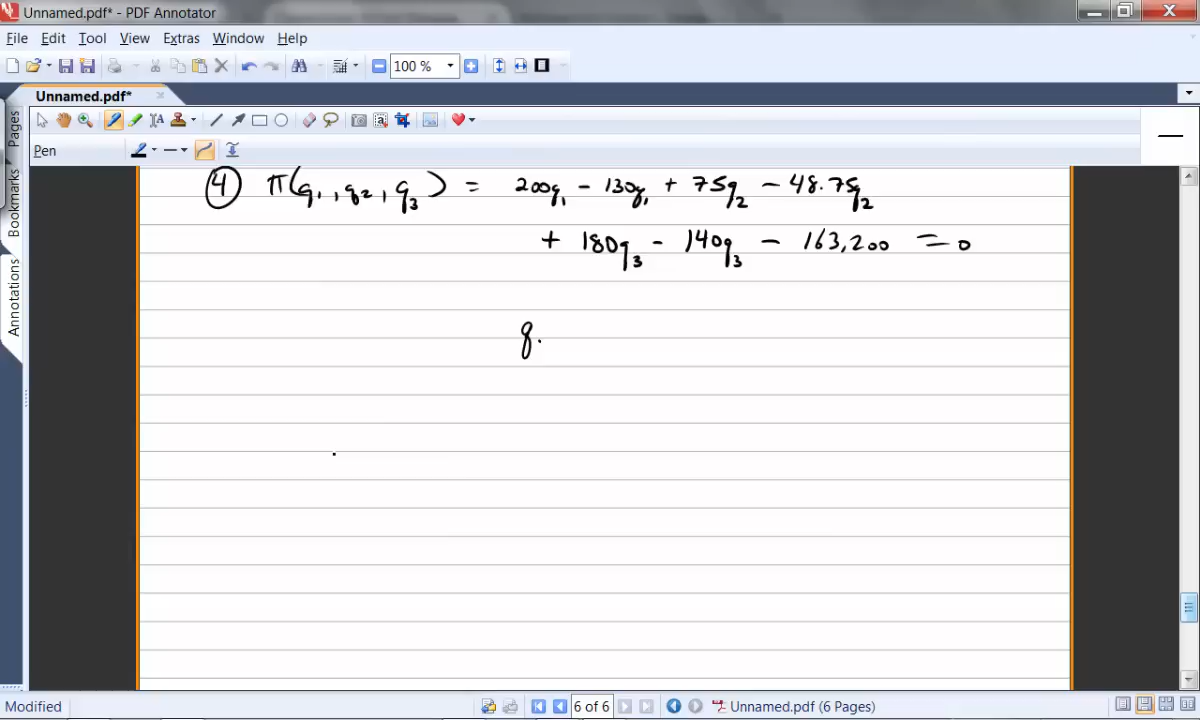 Unnamed.pdf* - PDF Annotator
File Edit Tool View Extras Window Help
100 %
Unnamed.pdf*
Pen
Pages
Bookmarks
Annotations
④ π(q₁, q₂, q₃) = 200q₁ - 130q₁ + 75q₂ - 48.75q₂
+ 180q₃ - 140q₃ - 163,200 = 0
q.
Modified
6 of 6
Unnamed.pdf (6 Pages)